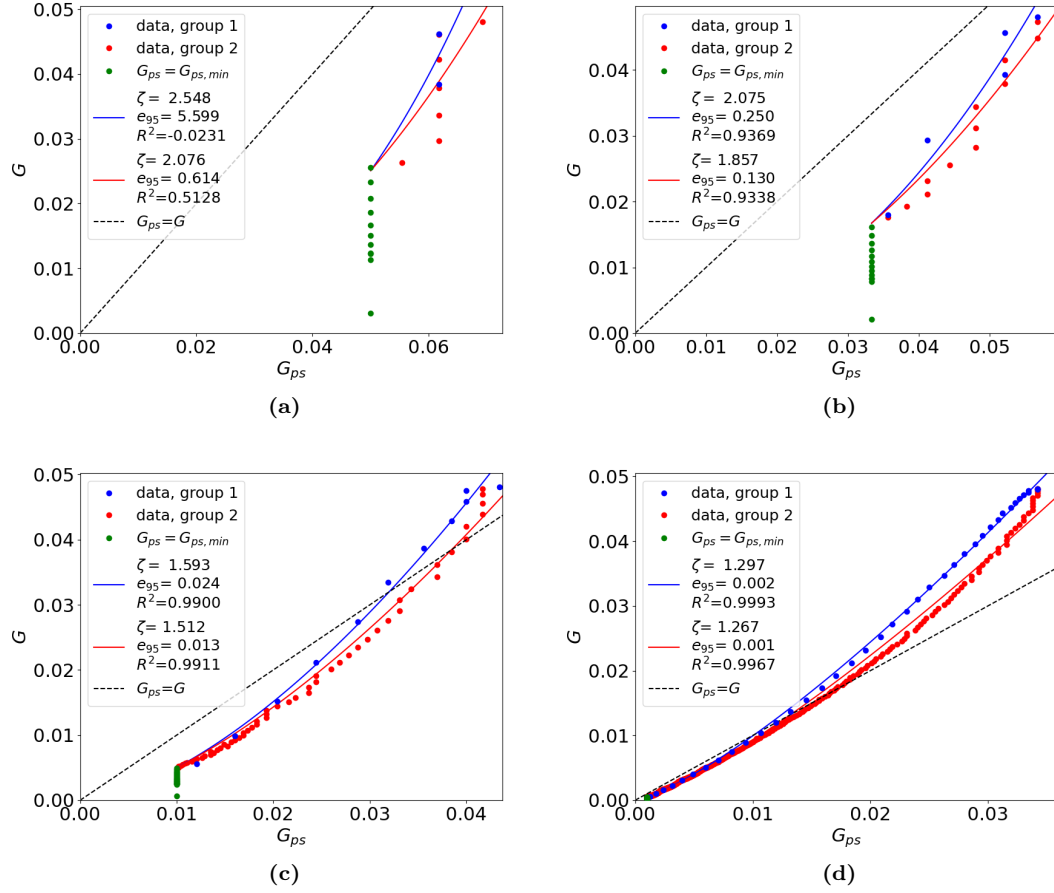 0.05
0.04
0.03
0.02
0.01
0.00
G
data, group 1
data, group 2
G_ps = G_ps,min
ζ = 2.548
e_95 = 5.599
R^2=-0.0231
ζ = 2.076
e_95 = 0.614
R^2=0.5128
G_ps=G
0.00 0.02 0.04 0.06
G_ps
(a)
0.04
0.03
0.02
0.01
0.00
G
data, group 1
data, group 2
G_ps = G_ps,min
ζ = 2.075
e_95 = 0.250
R^2=0.9369
ζ = 1.857
e_95 = 0.130
R^2=0.9338
G_ps=G
0.00 0.01 0.02 0.03 0.04 0.05
G_ps
(b)
0.05
0.04
0.03
0.02
0.01
0.00
G
data, group 1
data, group 2
G_ps = G_ps,min
ζ = 1.593
e_95 = 0.024
R^2=0.9900
ζ = 1.512
e_95 = 0.013
R^2=0.9911
G_ps=G
0.00 0.01 0.02 0.03 0.04
G_ps
(c)
0.05
0.04
0.03
0.02
0.01
0.00
G
data, group 1
data, group 2
G_ps = G_ps,min
ζ = 1.297
e_95 = 0.002
R^2=0.9993
ζ = 1.267
e_95 = 0.001
R^2=0.9967
G_ps=G
0.00 0.01 0.02 0.03
G_ps
(d)